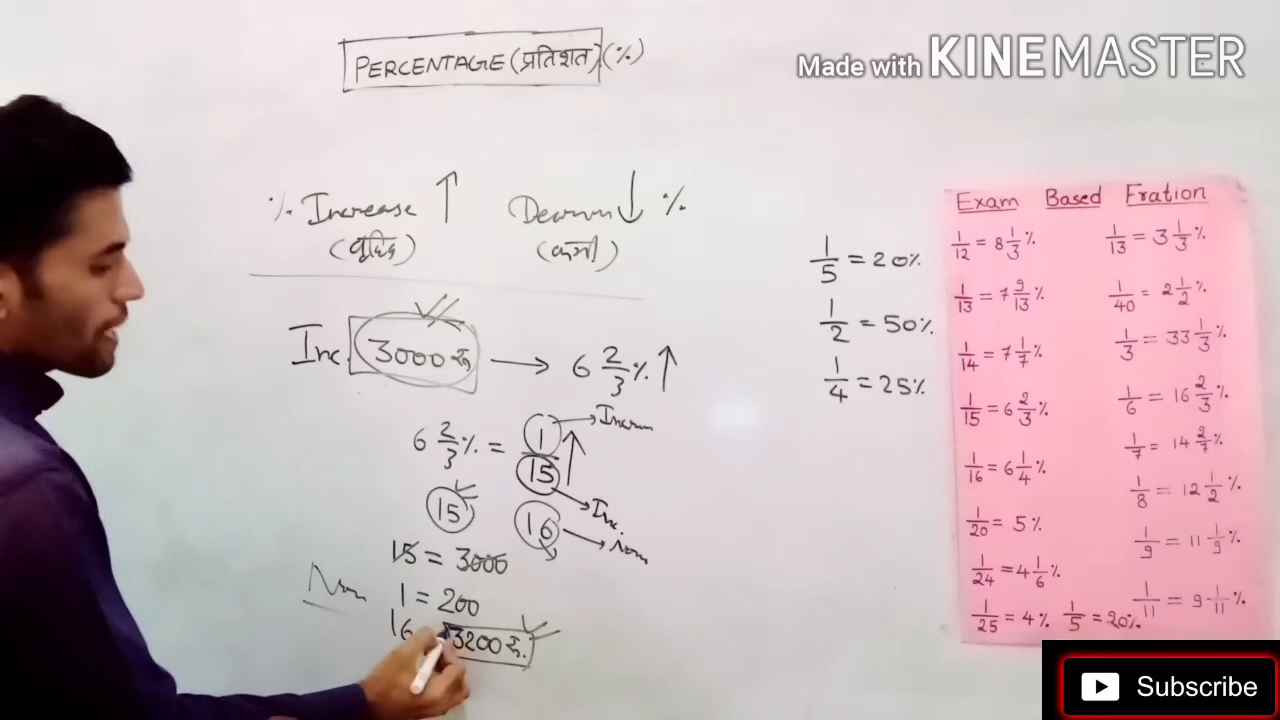 PERCENTAGE (प्रतिशत) (%)
Made with KINEMASTER
% Increase ↑
(वृद्धि)
↓ %
(कमी)
Inc. 3000 रु. → 6 2/3 % ↑
6 2/3 % = 1/15 ↑
15
Inc.
16
15 = 3000
1 = 200
16
3200 रु.
1/5 = 20%
1/2 = 50%
1/4 = 25%
Exam Based Fration
1/12 = 8 1/3 %
1/13 = 7 9/13 %
1/14 = 7 1/7 %
1/15 = 6 2/3 %
1/16 = 6 1/4 %
1/20 = 5 %
1/24 = 4 1/6 %
1/25 = 4 % 1/5 = 20%
1/13 = 3 1/3 %
1/40 = 2 1/2 %
1/3 = 33 1/3 %
1/6 = 16 2/3 %
1/7 = 14 2/7 %
1/8 = 12 1/2 %
1/9 = 11 1/9 %
1/11 = 9 1/11 %
Subscribe